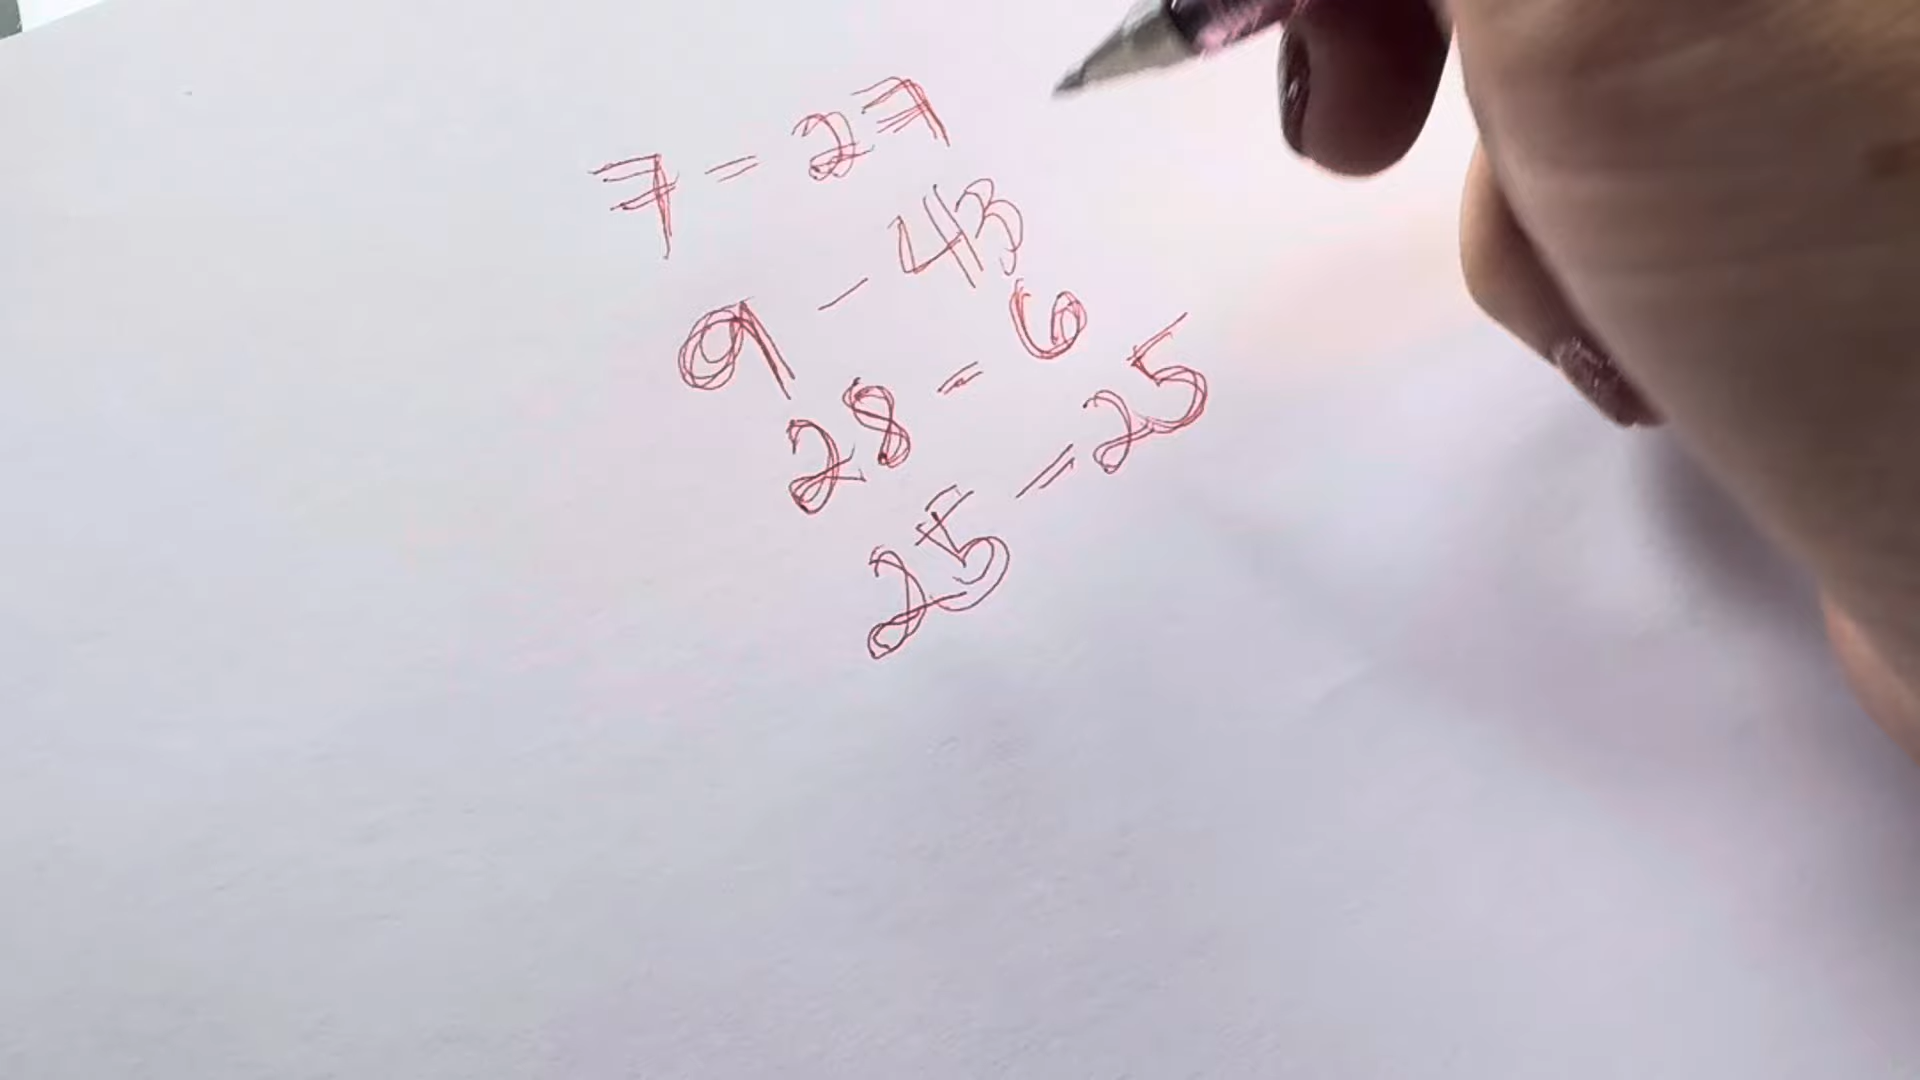 7 = 27
9 - 43
28 = 6
25 = 25